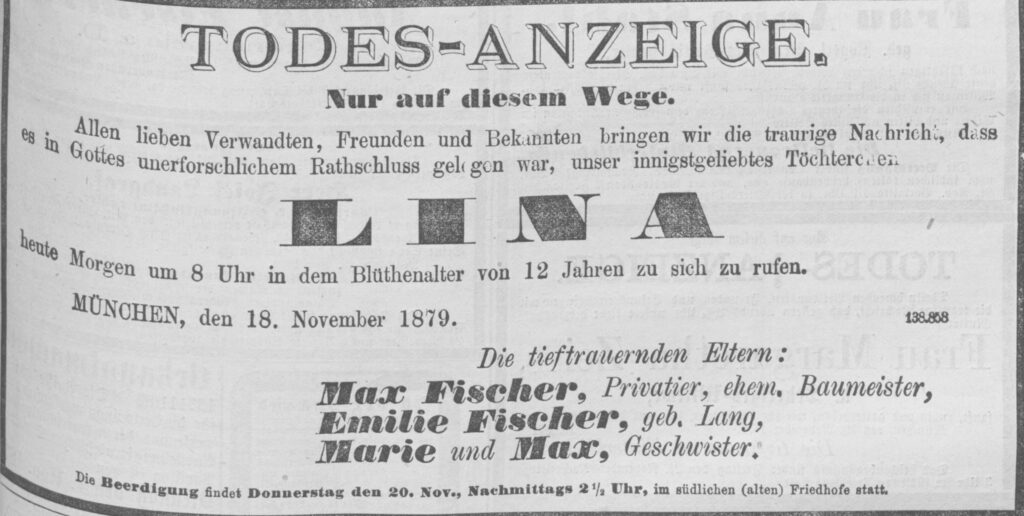 TODES-ANZEIGE.
Nur auf diesem Wege.
Allen lieben Verwandten, Freunden und Bekannten bringen wir die traurige Nachricht, dass
es in Gottes unerforschlichem Rathschluss gelegen war, unser innigstgeliebtes Töchterchen
LINA
heute Morgen um 8 Uhr in dem Blüthenalter von 12 Jahren zu sich zu rufen.
MÜNCHEN, den 18. November 1879.
138.858
Die tieftrauernden Eltern:
Max Fischer, Privatier, ehem. Baumeister,
Emilie Fischer, geb. Lang,
Marie und Max, Geschwister.
Die Beerdigung findet Donnerstag den 20. Nov., Nachmittags 2½ Uhr, im südlichen (alten) Friedhofe statt.